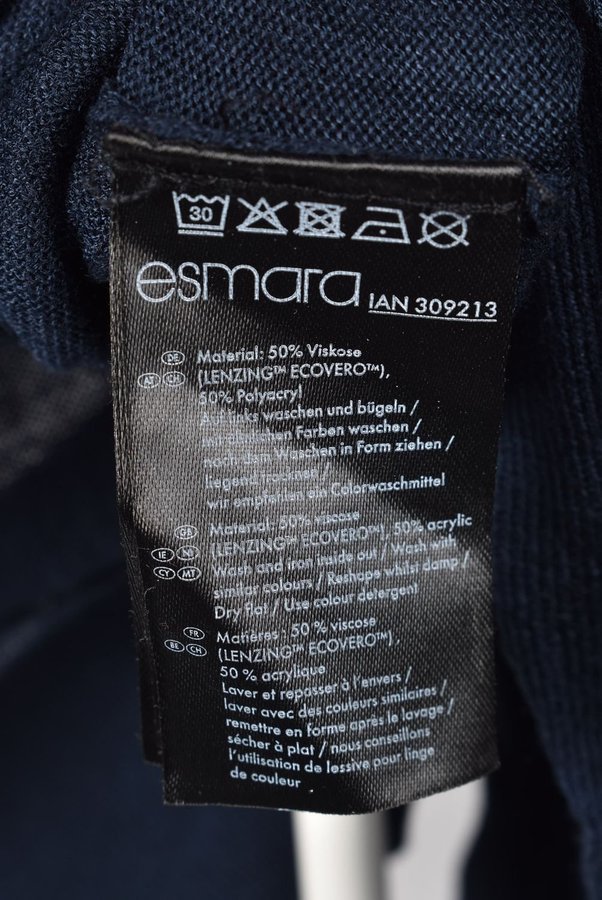 30
esmara IAN 309213
DE Material: 50% Viskose
AT CH (LENZING™ ECOVERO™),
50% Polyacryl
Auf links waschen und bügeln /
mit ähnlichen Farben waschen /
nach dem Waschen in Form ziehen /
liegend trocknen /
wir empfehlen ein Colorwaschmittel
GB Material: 50% viscose
IE NI (LENZING™ ECOVERO™), 50% acrylic
CY MT Wash and iron inside out / Wash with
similar colours / Reshape whilst damp /
Dry flat / Use colour detergent
FR Matières : 50 % viscose
BE CH (LENZING™ ECOVERO™),
50 % acrylique
Laver et repasser à l'envers /
laver avec des couleurs similaires /
remettre en forme après le lavage /
sécher à plat / nous conseillons
l'utilisation de lessive pour linge
de couleur